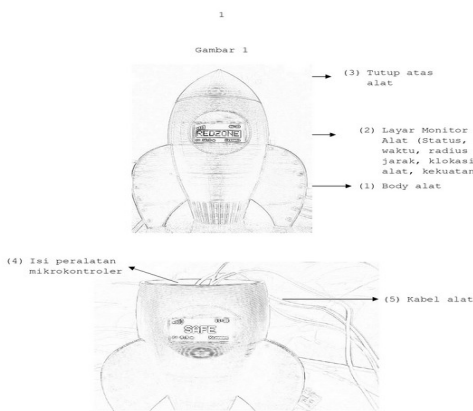 1
Gambar 1
(3) Tutup atas
alat
REDZONE
(2) Layar Monitor
Alat (Status,
waktu, radius
jarak, klokasi
alat, kekuatan
(1) Body alat
(4) Isi peralatan
mikrokontroler
SAFE
(5) Kabel alat